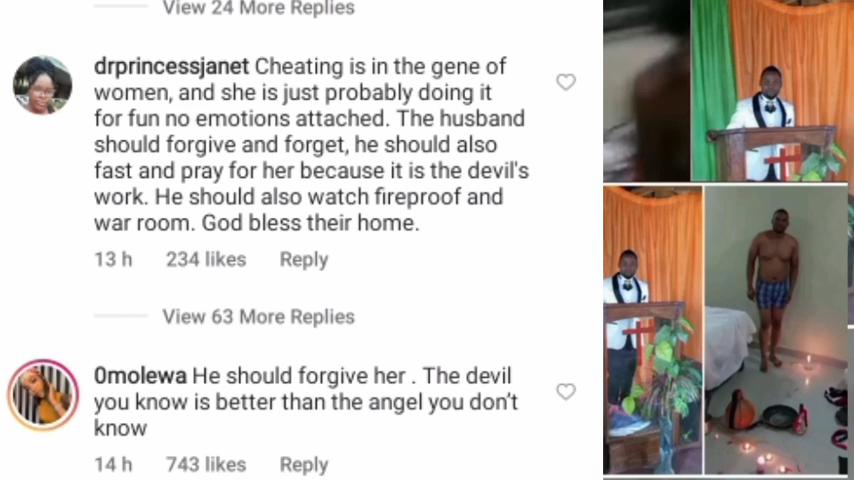 View 24 More Replies
drprincessjanet Cheating is in the gene of
women, and she is just probably doing it
for fun no emotions attached. The husband
should forgive and forget, he should also
fast and pray for her because it is the devil's
work. He should also watch fireproof and
war room. God bless their home.
13 h 234 likes Reply
View 63 More Replies
0molewa He should forgive her . The devil
you know is better than the angel you don’t
know
14 h 743 likes Reply